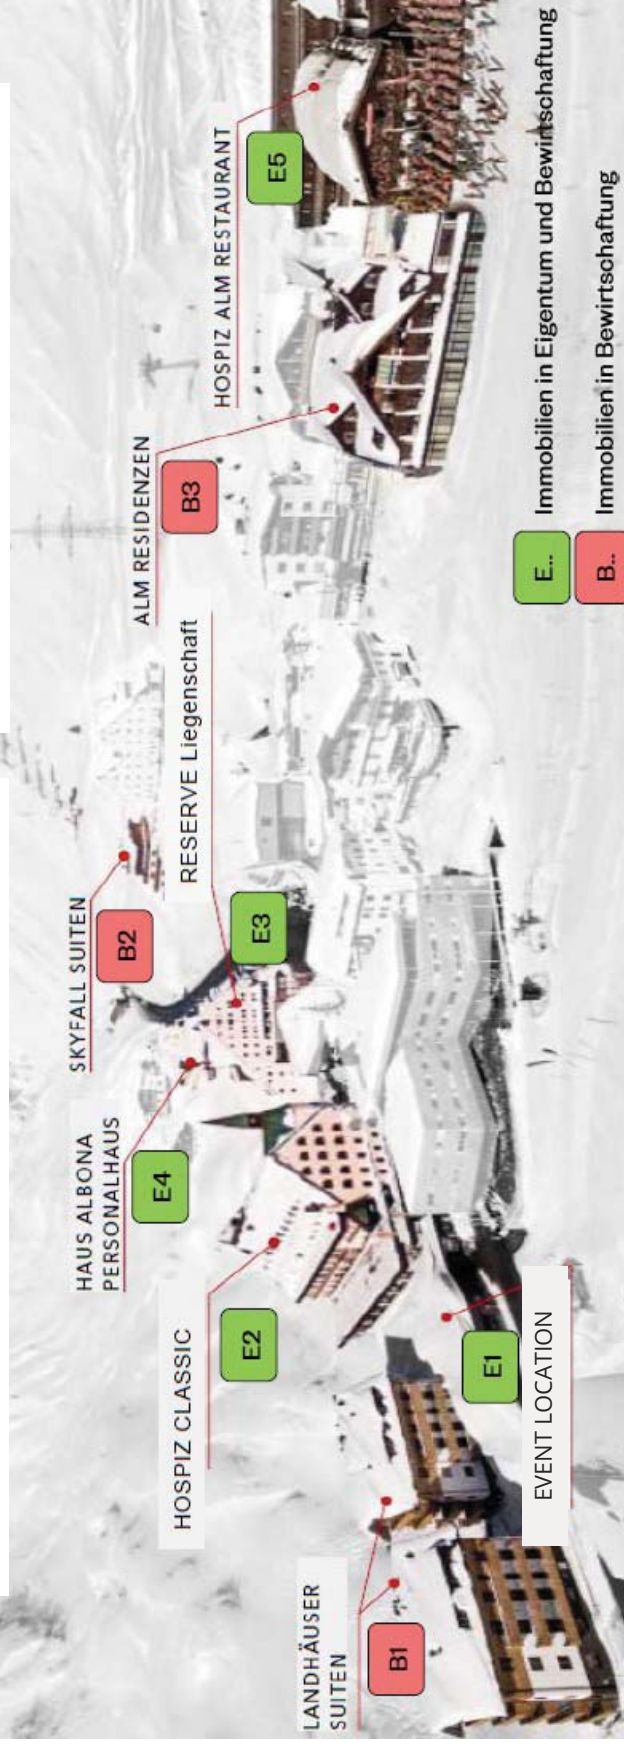 LANDHÄUSER
SUITEN
B1
HOSPIZ CLASSIC
E2
EVENT LOCATION
E1
HAUS ALBONA
PERSONALHAUS
E4
SKYFALL SUITEN
B2
RESERVE Liegenschaft
E3
ALM RESIDENZEN
B3
HOSPIZ ALM RESTAURANT
E5
E.. Immobilien in Eigentum und Bewirtschaftung
B.. Immobilien in Bewirtschaftung